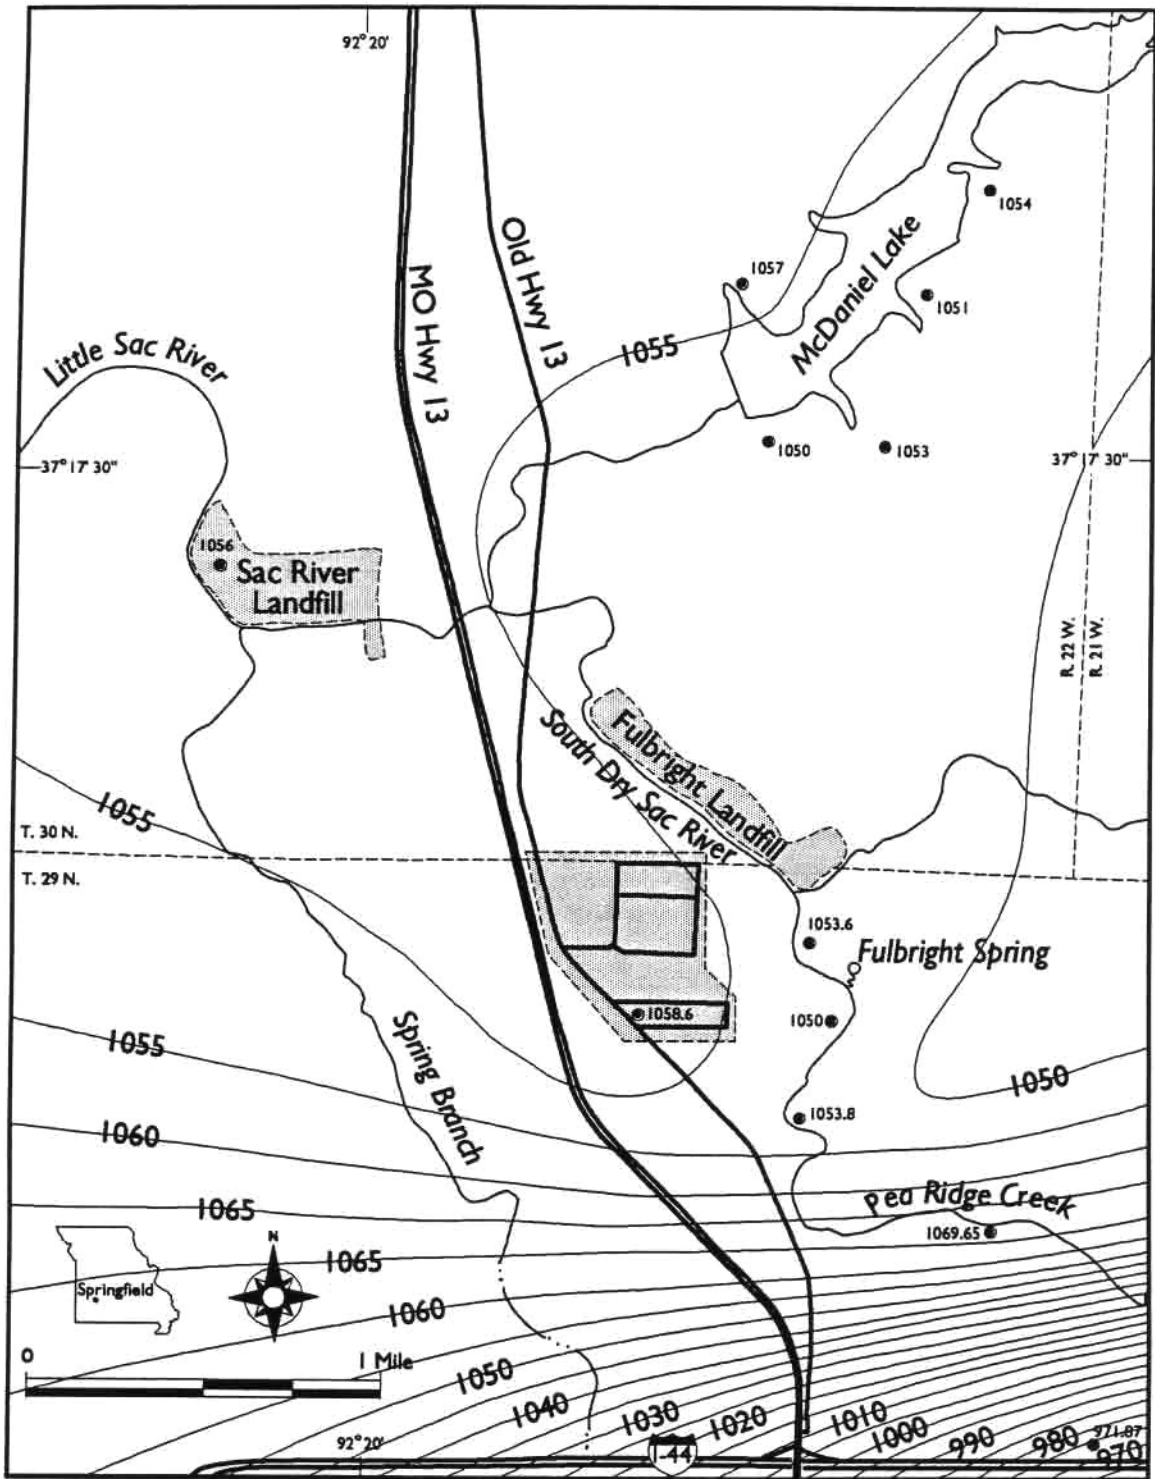 92°20'
1054
Old Hwy 13
McDaniel Lake
1057
MO Hwy 13
1051
1055
Little Sac River
1050
1053
37°17'30"
37°17'30"
1056
Sac River
Landfill
R. 22 W.
R. 21 W.
Fulbright Landfill
South Dry Sac River
1055
T. 30 N.
T. 29 N.
1053.6
Fulbright Spring
1058.6
1050
Spring Branch
1055
1050
1053.8
1060
Pea Ridge Creek
1065
1069.65
N
1065
Springfield
1060
0
1 Mile
1050
1040
1030
1020
1010
1000
990
980
971.87
970
92°20'
I-44